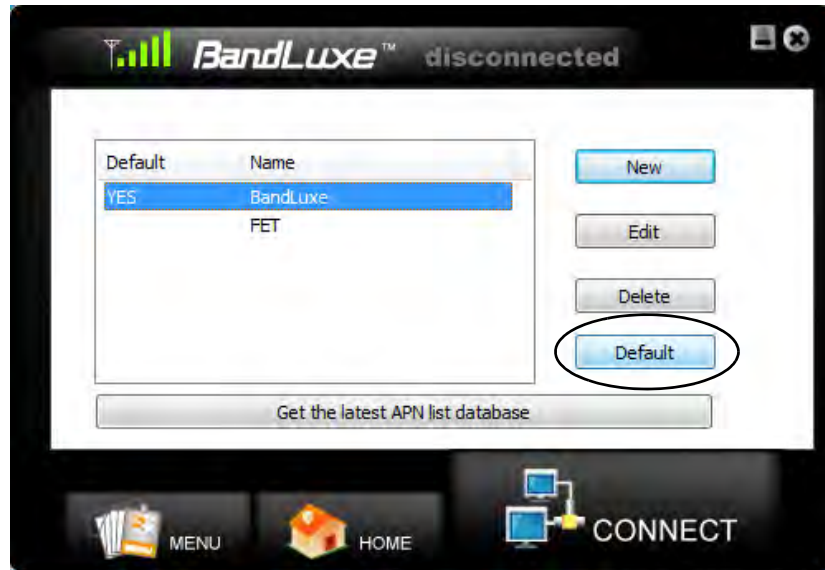 BandLuxe™ disconnected
Default Name
YES BandLuxe
FET
New
Edit
Delete
Default
Get the latest APN list database
MENU HOME CONNECT